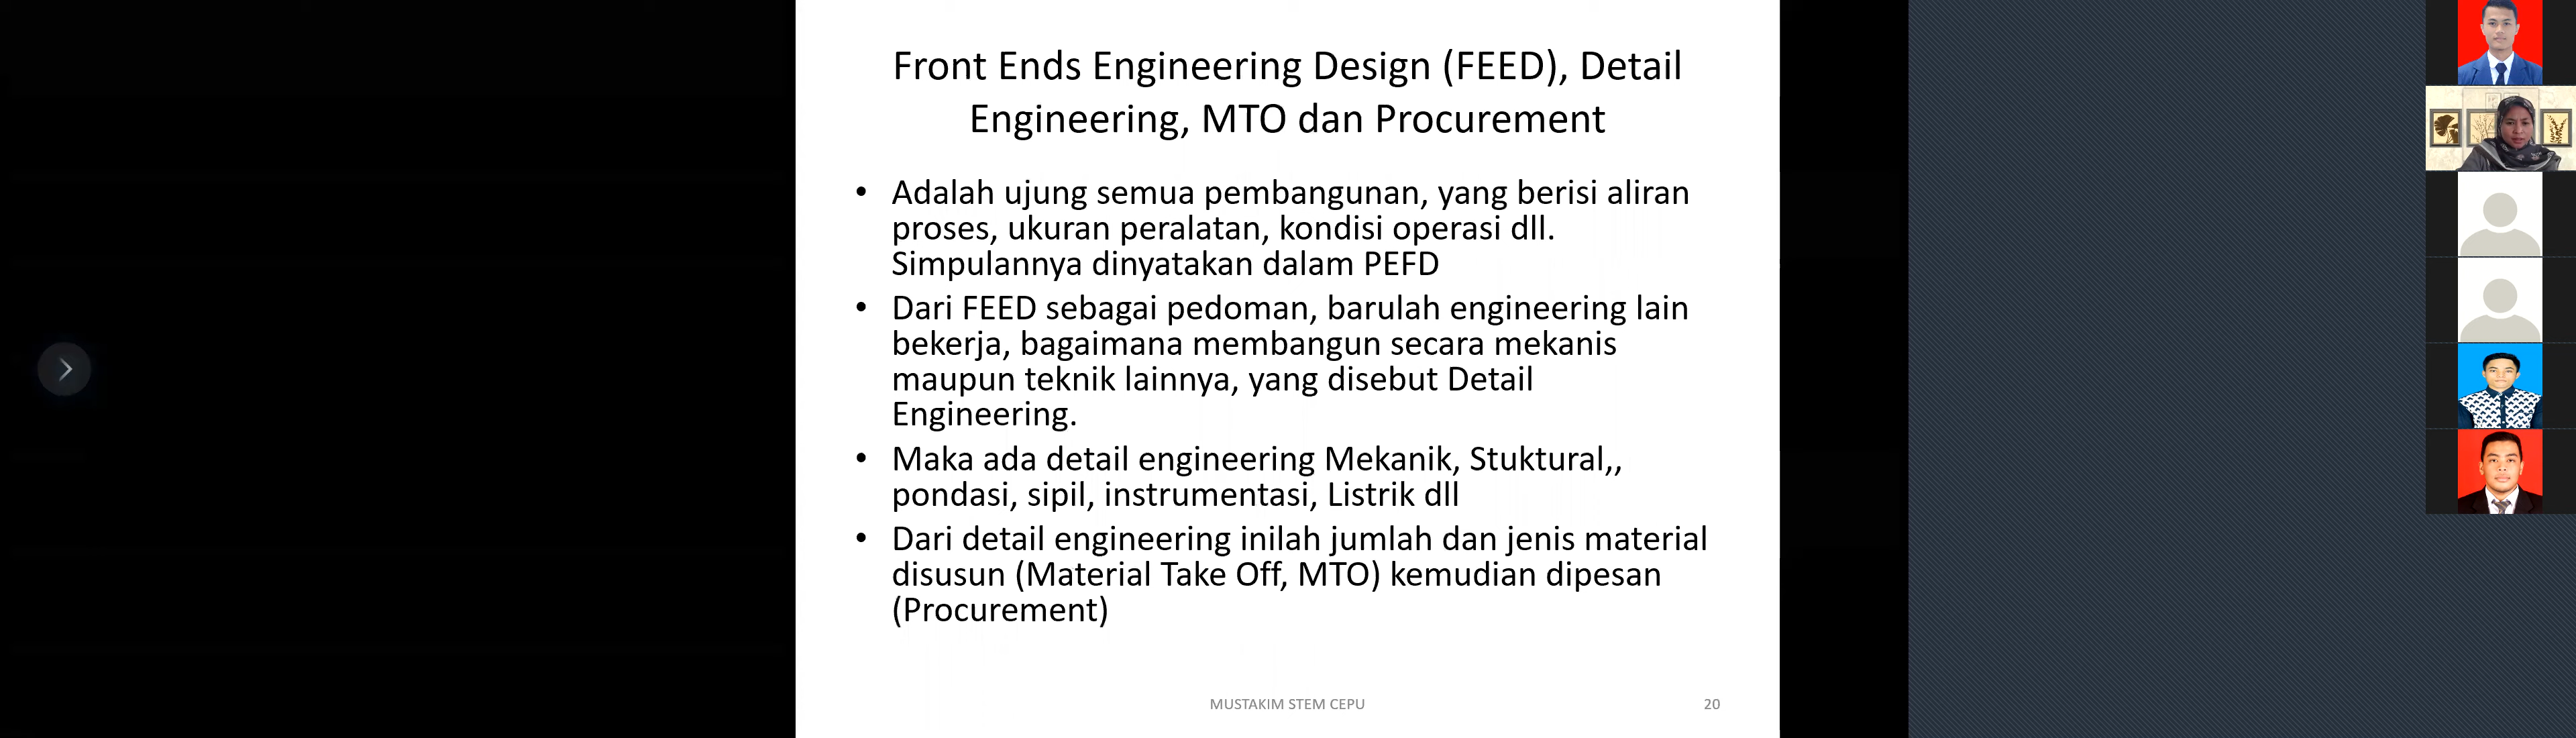 Front Ends Engineering Design (FEED), Detail
Engineering, MTO dan Procurement
• Adalah ujung semua pembangunan, yang berisi aliran
proses, ukuran peralatan, kondisi operasi dll.
Simpulannya dinyatakan dalam PEFD
• Dari FEED sebagai pedoman, barulah engineering lain
bekerja, bagaimana membangun secara mekanis
maupun teknik lainnya, yang disebut Detail
Engineering.
• Maka ada detail engineering Mekanik, Stuktural,,
pondasi, sipil, instrumentasi, Listrik dll
• Dari detail engineering inilah jumlah dan jenis material
disusun (Material Take Off, MTO) kemudian dipesan
(Procurement)
MUSTAKIM STEM CEPU
20